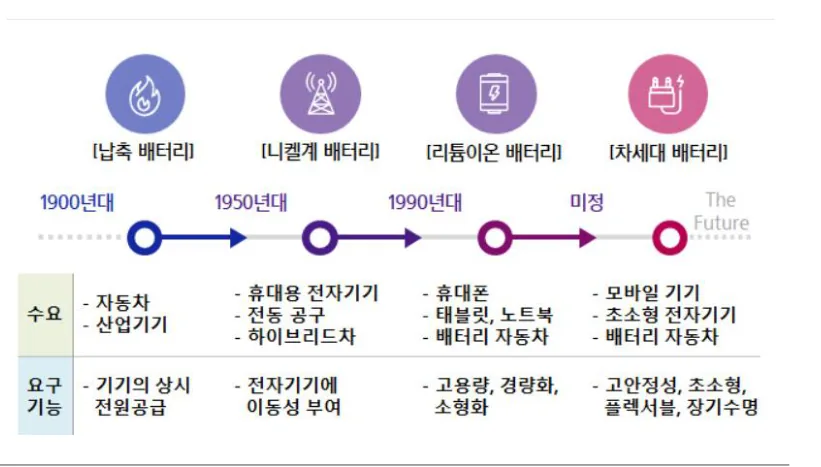 [납축 배터리] [니켈계 배터리] [리튬이온 배터리] [차세대 배터리]
1900년대 1950년대 1990년대 미정 The Future
수요
- 자동차
- 산업기기
- 휴대용 전자기기
- 전동 공구
- 하이브리드차
- 휴대폰
- 태블릿, 노트북
- 배터리 자동차
- 모바일 기기
- 초소형 전자기기
- 배터리 자동차
요구
기능
- 기기의 상시
전원공급
- 전자기기에
이동성 부여
- 고용량, 경량화,
소형화
- 고안정성, 초소형,
플렉서블, 장기수명